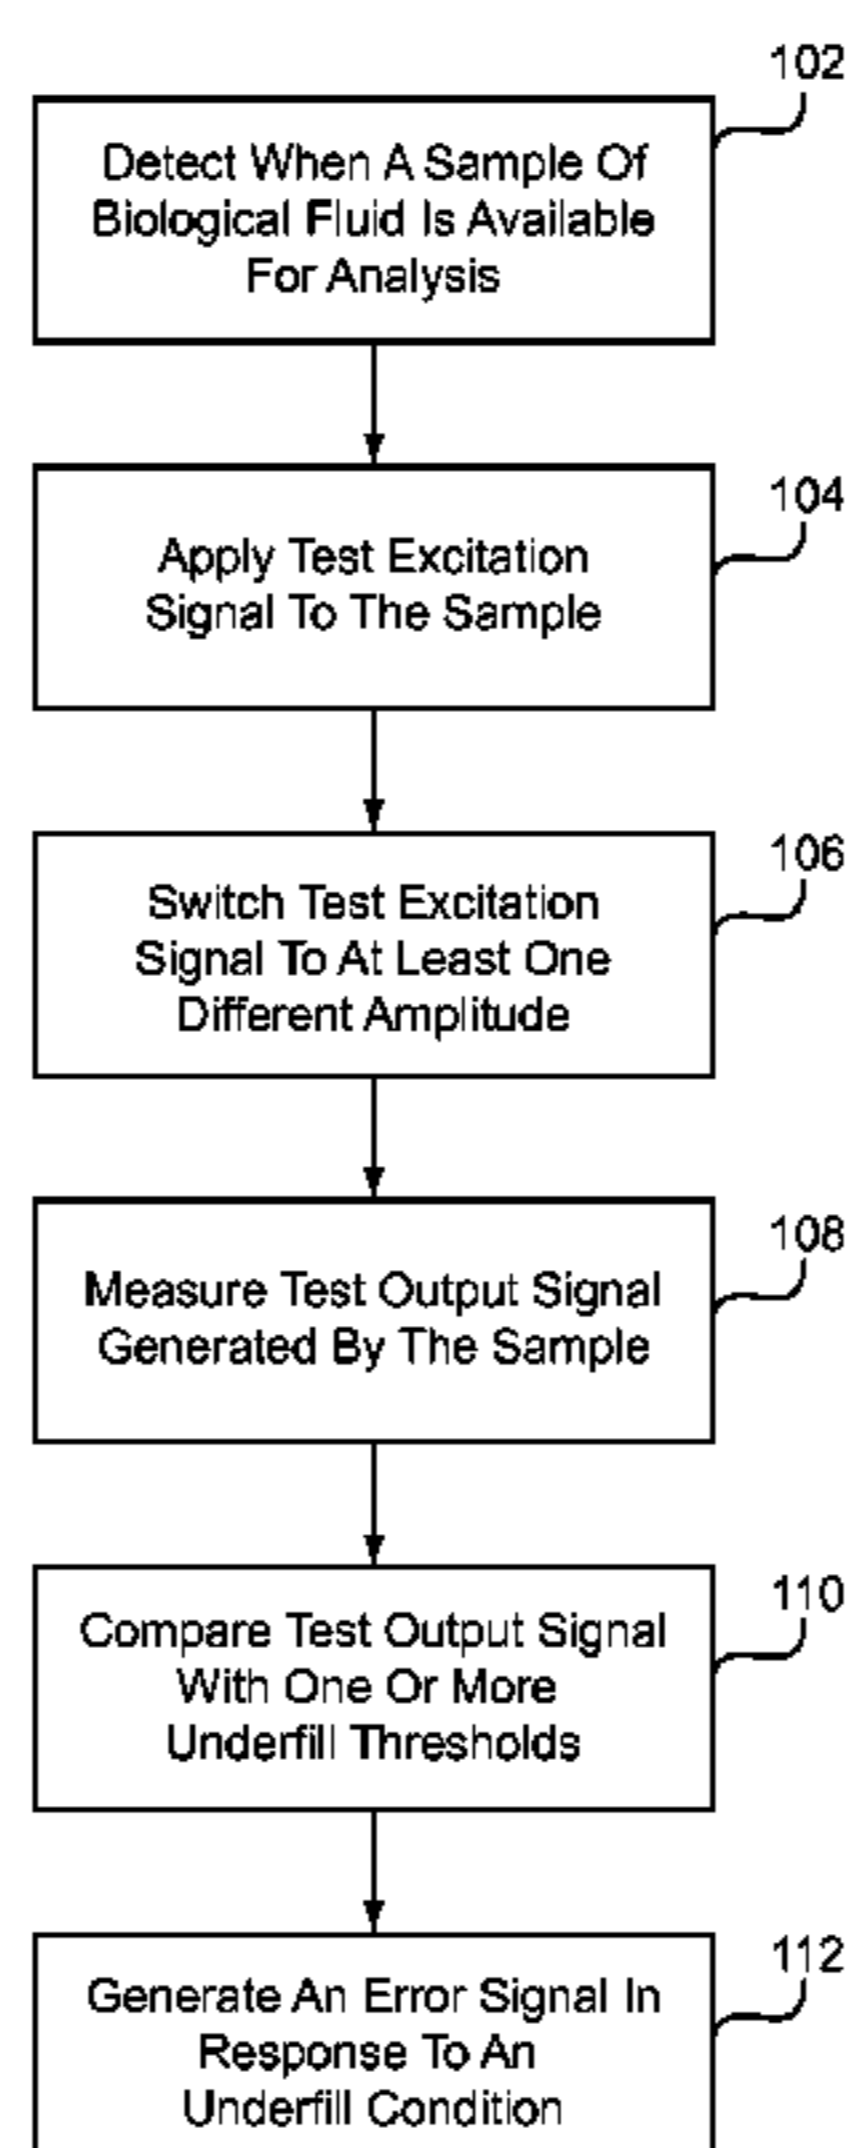 102
Detect When A Sample Of
Biological Fluid Is Available
For Analysis
104
Apply Test Excitation
Signal To The Sample
106
Switch Test Excitation
Signal To At Least One
Different Amplitude
108
Measure Test Output Signal
Generated By The Sample
110
Compare Test Output Signal
With One Or More
Underfill Thresholds
112
Generate An Error Signal In
Response To An
Underfill Condition